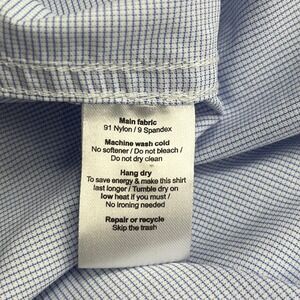 Main fabric
91 Nylon / 9 Spandex
Machine wash cold
No softener / Do not bleach /
Do not dry clean
Hang dry
To save energy & make this shirt
last longer / Tumble dry on
low heat if you must /
No ironing needed
Repair or recycle
Skip the trash